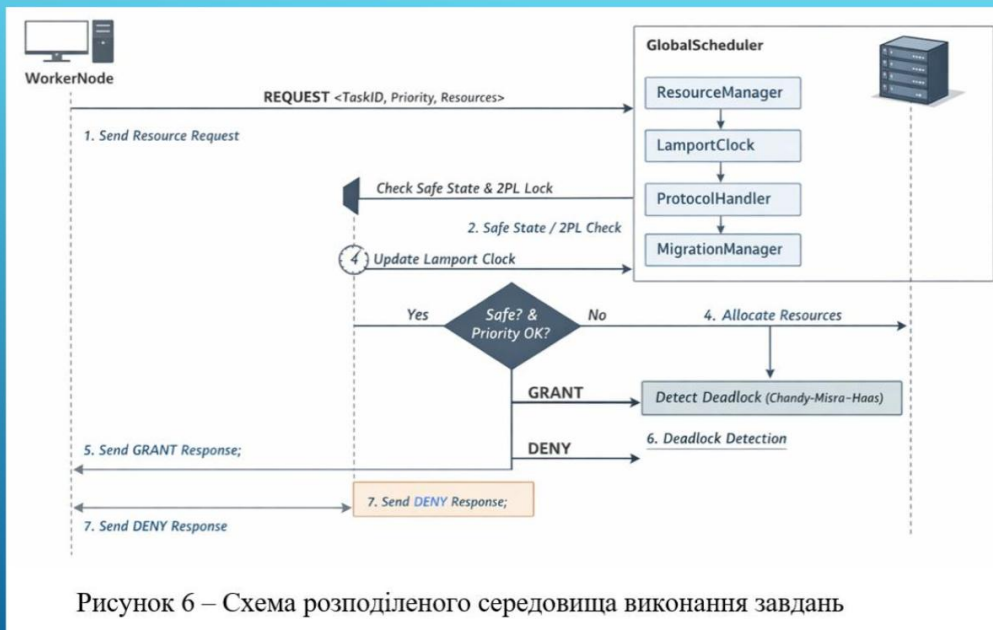 WorkerNode
GlobalScheduler
REQUEST <TaskID, Priority, Resources>
ResourceManager
1. Send Resource Request
LamportClock
Check Safe State & 2PL Lock
ProtocolHandler
2. Safe State / 2PL Check
MigrationManager
4
Update Lamport Clock
Yes
Safe? &
Priority OK?
No
4. Allocate Resources
GRANT
Detect Deadlock (Chandy-Misra-Haas)
DENY
6. Deadlock Detection
5. Send GRANT Response;
7. Send DENY Response;
7. Send DENY Response
Рисунок 6 – Схема розподіленого середовища виконання завдань